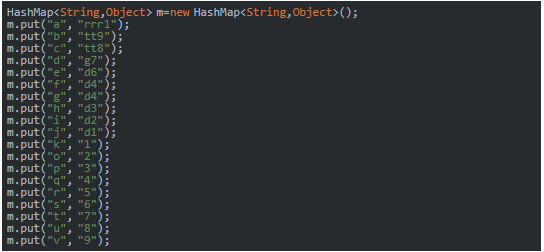 HashMap<String,Object> m=new HashMap<String,Object>();
m.put("a", "rrr1");
m.put("b", "tt9");
m.put("c", "tt8");
m.put("d", "g7");
m.put("e", "d6");
m.put("f", "d4");
m.put("g", "d4");
m.put("h", "d3");
m.put("i", "d2");
m.put("j", "d1");
m.put("k", "1");
m.put("o", "2");
m.put("p", "3");
m.put("q", "4");
m.put("r", "5");
m.put("s", "6");
m.put("t", "7");
m.put("u", "8");
m.put("v", "9");